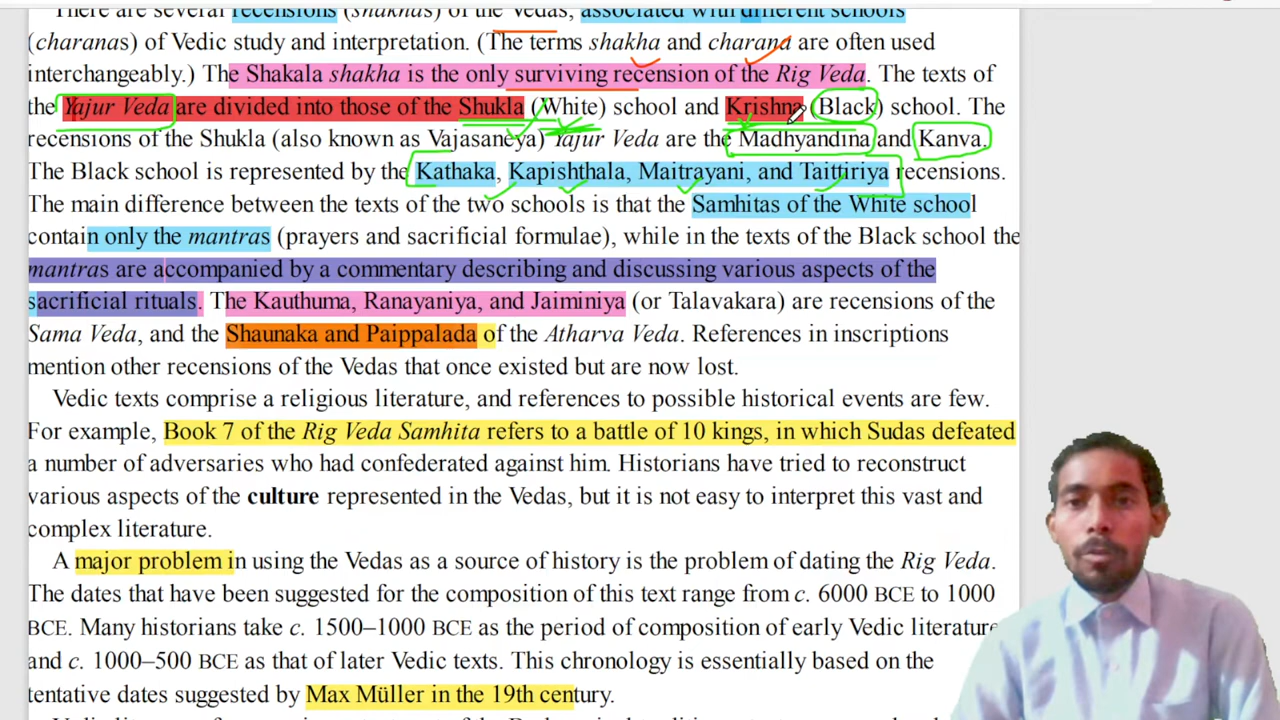 There are several recensions (shakhas) of the Vedas, associated with different schools
(charanas) of Vedic study and interpretation. (The terms shakha and charana are often used
interchangeably.) The Shakala shakha is the only surviving recension of the Rig Veda. The texts of
the Yajur Veda are divided into those of the Shukla (White) school and Krishna (Black) school. The
recensions of the Shukla (also known as Vajasaneya) Yajur Veda are the Madhyandina and Kanva.
The Black school is represented by the Kathaka, Kapishthala, Maitrayani, and Taittiriya recensions.
The main difference between the texts of the two schools is that the Samhitas of the White school
contain only the mantras (prayers and sacrificial formulae), while in the texts of the Black school the
mantras are accompanied by a commentary describing and discussing various aspects of the
sacrificial rituals. The Kauthuma, Ranayaniya, and Jaiminiya (or Talavakara) are recensions of the
Sama Veda, and the Shaunaka and Paippalada of the Atharva Veda. References in inscriptions
mention other recensions of the Vedas that once existed but are now lost.
Vedic texts comprise a religious literature, and references to possible historical events are few.
For example, Book 7 of the Rig Veda Samhita refers to a battle of 10 kings, in which Sudas defeated
a number of adversaries who had confederated against him. Historians have tried to reconstruct
various aspects of the culture represented in the Vedas, but it is not easy to interpret this vast and
complex literature.
A major problem in using the Vedas as a source of history is the problem of dating the Rig Veda.
The dates that have been suggested for the composition of this text range from c. 6000 BCE to 1000
BCE. Many historians take c. 1500–1000 BCE as the period of composition of early Vedic literature
and c. 1000–500 BCE as that of later Vedic texts. This chronology is essentially based on the
tentative dates suggested by Max Müller in the 19th century.